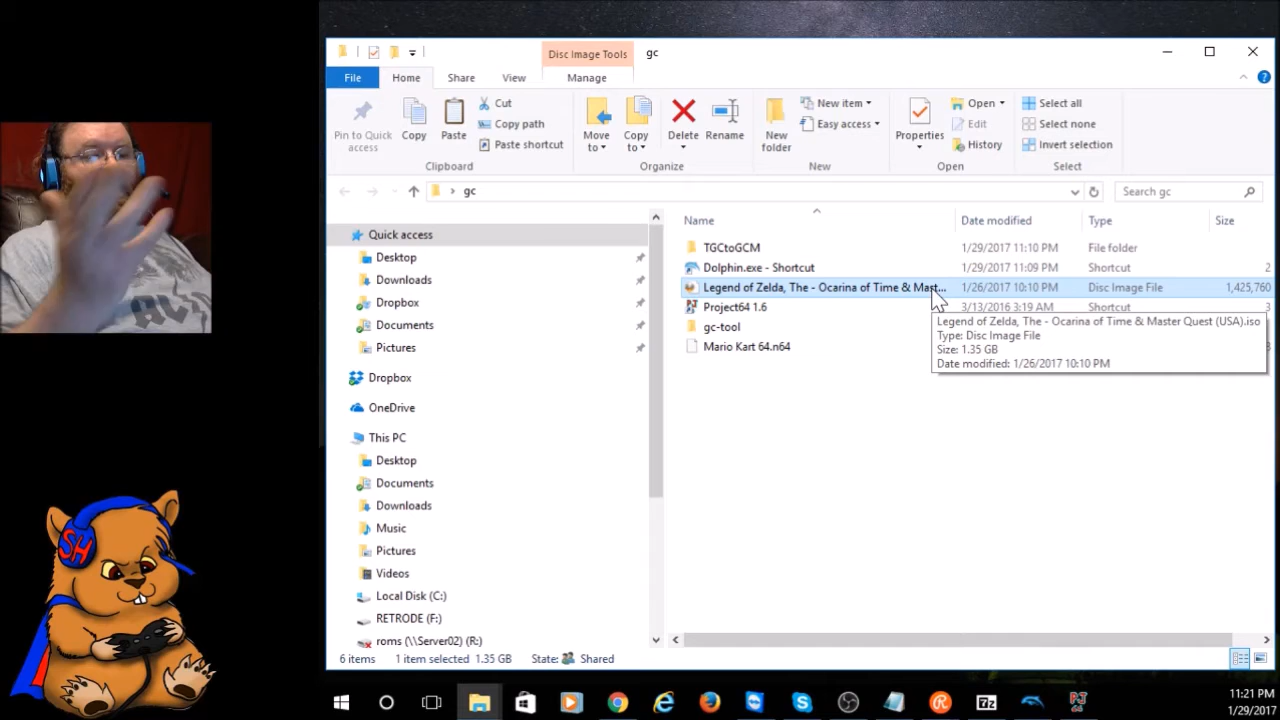 Disc Image Tools
gc
File
Home
Share
View
Manage
Pin to Quick access
Copy
Paste
Cut
Copy path
Paste shortcut
Clipboard
Move to
Copy to
Delete
Rename
Organize
New folder
New item
Easy access
New
Properties
Open
Edit
History
Open
Select all
Select none
Invert selection
Select
gc
Search gc
Name
Date modified
Type
Size
Quick access
Desktop
Downloads
Dropbox
Documents
Pictures
Dropbox
OneDrive
This PC
Desktop
Documents
Downloads
Music
Pictures
Videos
Local Disk (C:)
RETRODE (F:)
roms (\\Server02) (R:)
TGCtoGCM 1/29/2017 11:10 PM File folder
Dolphin.exe - Shortcut 1/29/2017 11:09 PM Shortcut 2
Legend of Zelda, The - Ocarina of Time & Mast... 1/26/2017 10:10 PM Disc Image File 1,425,760
Project64 1.6 3/13/2016 3:19 AM Shortcut 3
gc-tool
Mario Kart 64.n64
Legend of Zelda, The - Ocarina of Time & Master Quest (USA).iso
Type: Disc Image File
Size: 1.35 GB
Date modified: 1/26/2017 10:10 PM
6 items 1 item selected 1.35 GB State: Shared
SH
7z
11:21 PM
1/29/2017